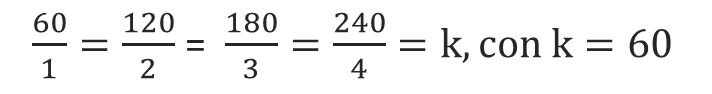 60/1 = 120/2 = 180/3 = 240/4 = k, con k = 60